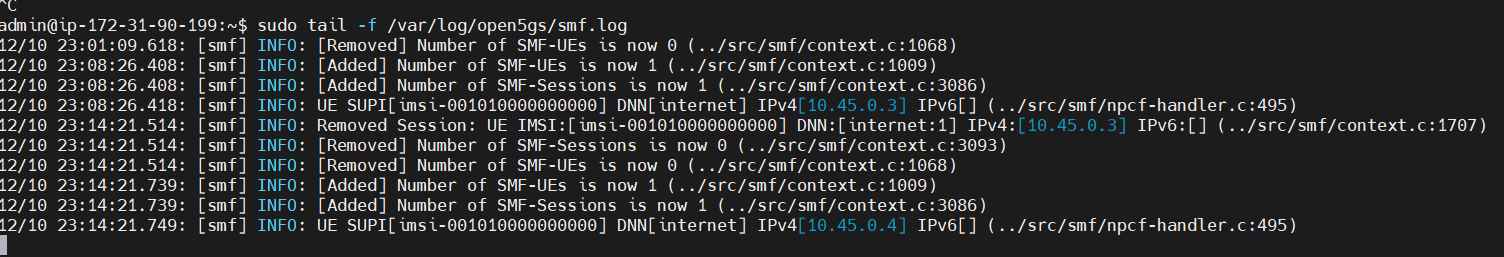 ^C
admin@ip-172-31-90-199:~$ sudo tail -f /var/log/open5gs/smf.log
12/10 23:01:09.618: [smf] INFO: [Removed] Number of SMF-UEs is now 0 (../src/smf/context.c:1068)
12/10 23:08:26.408: [smf] INFO: [Added] Number of SMF-UEs is now 1 (../src/smf/context.c:1009)
12/10 23:08:26.408: [smf] INFO: [Added] Number of SMF-Sessions is now 1 (../src/smf/context.c:3086)
12/10 23:08:26.418: [smf] INFO: UE SUPI[imsi-001010000000000] DNN[internet] IPv4[10.45.0.3] IPv6[] (../src/smf/npcf-handler.c:495)
12/10 23:14:21.514: [smf] INFO: Removed Session: UE IMSI:[imsi-001010000000000] DNN:[internet:1] IPv4:[10.45.0.3] IPv6:[] (../src/smf/context.c:1707)
12/10 23:14:21.514: [smf] INFO: [Removed] Number of SMF-Sessions is now 0 (../src/smf/context.c:3093)
12/10 23:14:21.514: [smf] INFO: [Removed] Number of SMF-UEs is now 0 (../src/smf/context.c:1068)
12/10 23:14:21.739: [smf] INFO: [Added] Number of SMF-UEs is now 1 (../src/smf/context.c:1009)
12/10 23:14:21.739: [smf] INFO: [Added] Number of SMF-Sessions is now 1 (../src/smf/context.c:3086)
12/10 23:14:21.749: [smf] INFO: UE SUPI[imsi-001010000000000] DNN[internet] IPv4[10.45.0.4] IPv6[] (../src/smf/npcf-handler.c:495)